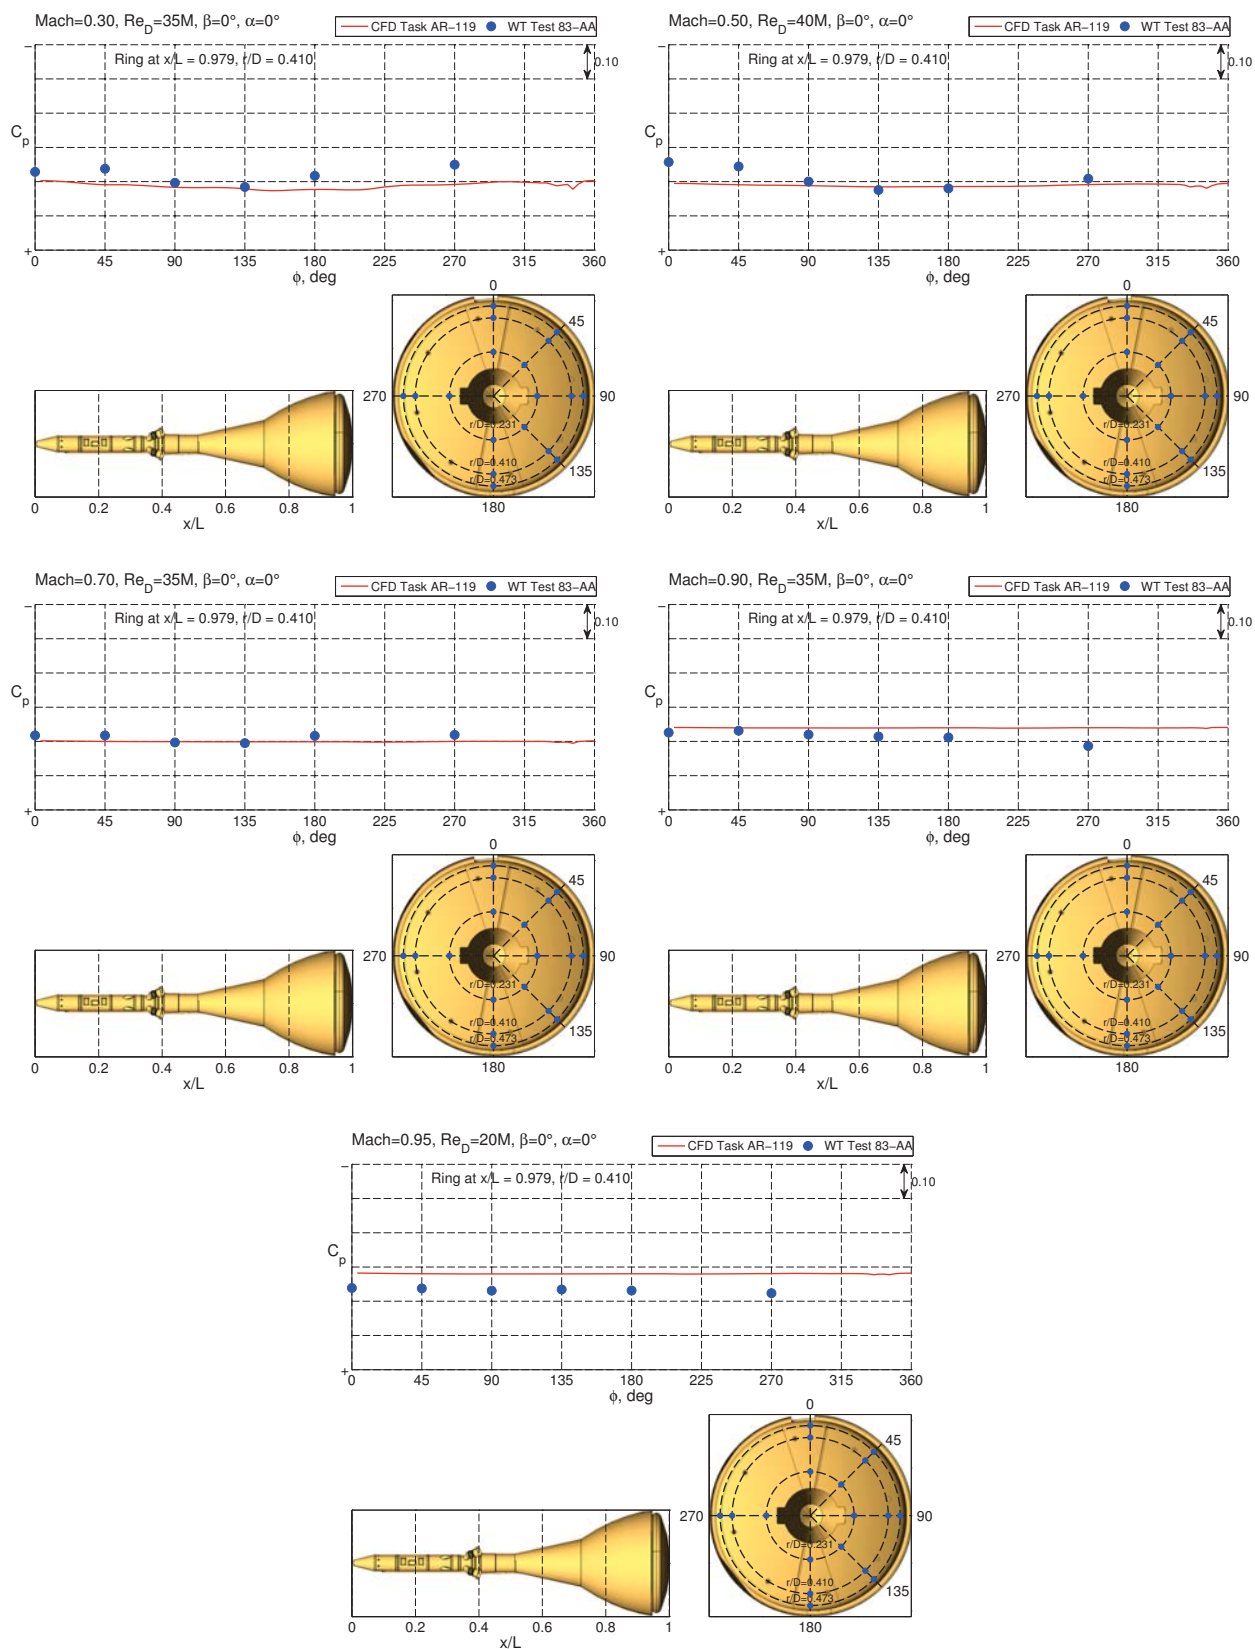 Mach=0.30, Re_D=35M, β=0°, α=0°
CFD Task AR−119 WT Test 83−AA
Ring at x/L = 0.979, r/D = 0.410
0.10
−
C_p
+
0 45 90 135 180 225 270 315 360
ϕ, deg
0
45
90
135
180
270
r/D=0.231
r/D=0.410
r/D=0.473
0 0.2 0.4 0.6 0.8 1
x/L
Mach=0.50, Re_D=40M, β=0°, α=0°
CFD Task AR−119 WT Test 83−AA
Ring at x/L = 0.979, r/D = 0.410
0.10
−
C_p
+
0 45 90 135 180 225 270 315 360
ϕ, deg
0
45
90
135
180
270
r/D=0.231
r/D=0.410
r/D=0.473
0 0.2 0.4 0.6 0.8 1
x/L
Mach=0.70, Re_D=35M, β=0°, α=0°
CFD Task AR−119 WT Test 83−AA
Ring at x/L = 0.979, r/D = 0.410
0.10
−
C_p
+
0 45 90 135 180 225 270 315 360
ϕ, deg
0
45
90
135
180
270
r/D=0.231
r/D=0.410
r/D=0.473
0 0.2 0.4 0.6 0.8 1
x/L
Mach=0.90, Re_D=35M, β=0°, α=0°
CFD Task AR−119 WT Test 83−AA
Ring at x/L = 0.979, r/D = 0.410
0.10
−
C_p
+
0 45 90 135 180 225 270 315 360
ϕ, deg
0
45
90
135
180
270
r/D=0.231
r/D=0.410
r/D=0.473
0 0.2 0.4 0.6 0.8 1
x/L
Mach=0.95, Re_D=20M, β=0°, α=0°
CFD Task AR−119 WT Test 83−AA
Ring at x/L = 0.979, r/D = 0.410
0.10
−
C_p
+
0 45 90 135 180 225 270 315 360
ϕ, deg
0
45
90
135
180
270
r/D=0.231
r/D=0.410
r/D=0.473
0 0.2 0.4 0.6 0.8 1
x/L